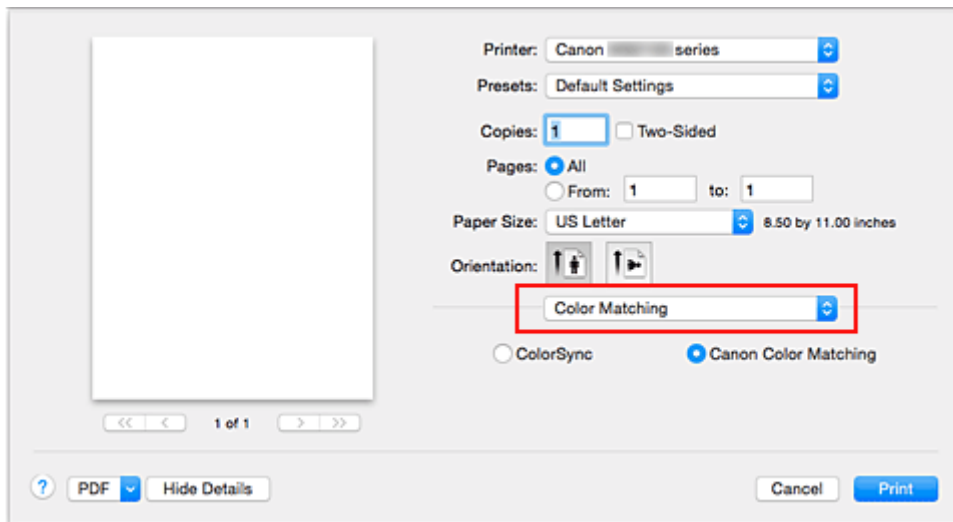 Printer: Canon series
Presets: Default Settings
Copies: 1 Two-Sided
Pages: All
From: 1 to: 1
Paper Size: US Letter 8.50 by 11.00 inches
Orientation:
Color Matching
ColorSync Canon Color Matching
1 of 1
? PDF Hide Details Cancel Print